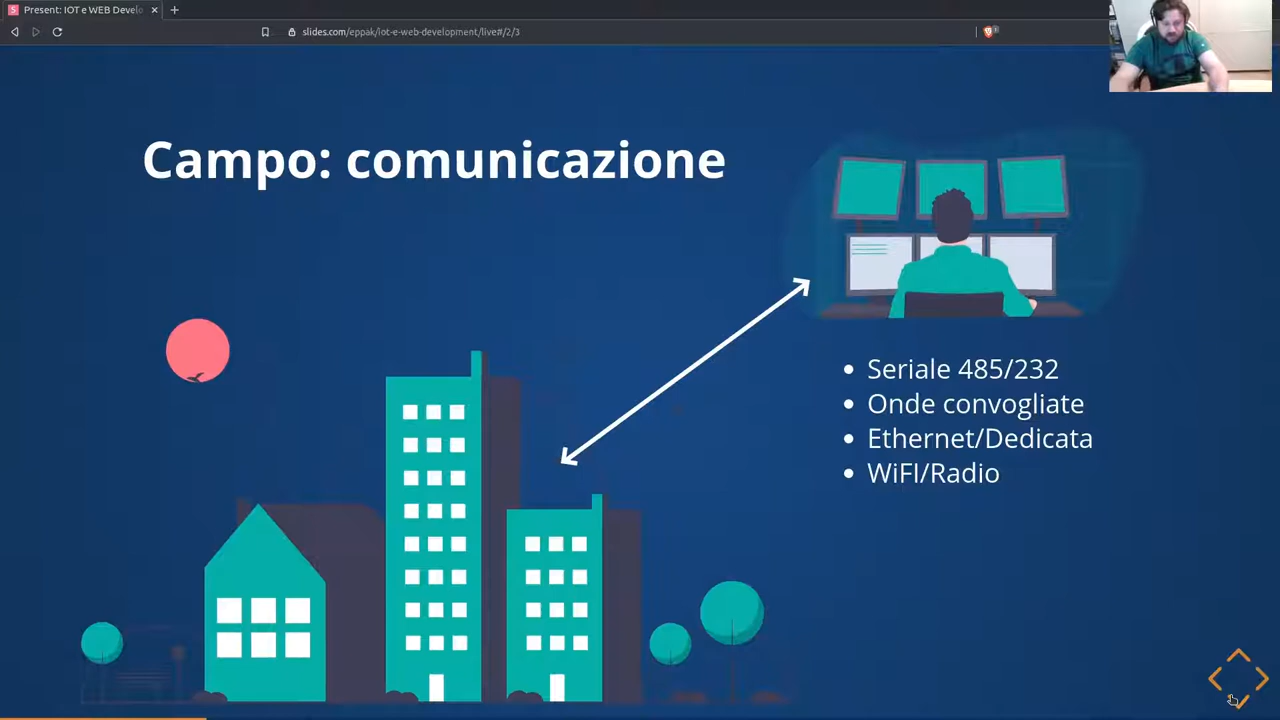 Present: IOT e WEB Develo
slides.com/eppak/iot-e-web-development/live#/2/3
Campo: comunicazione
Seriale 485/232
Onde convogliate
Ethernet/Dedicata
WiFI/Radio